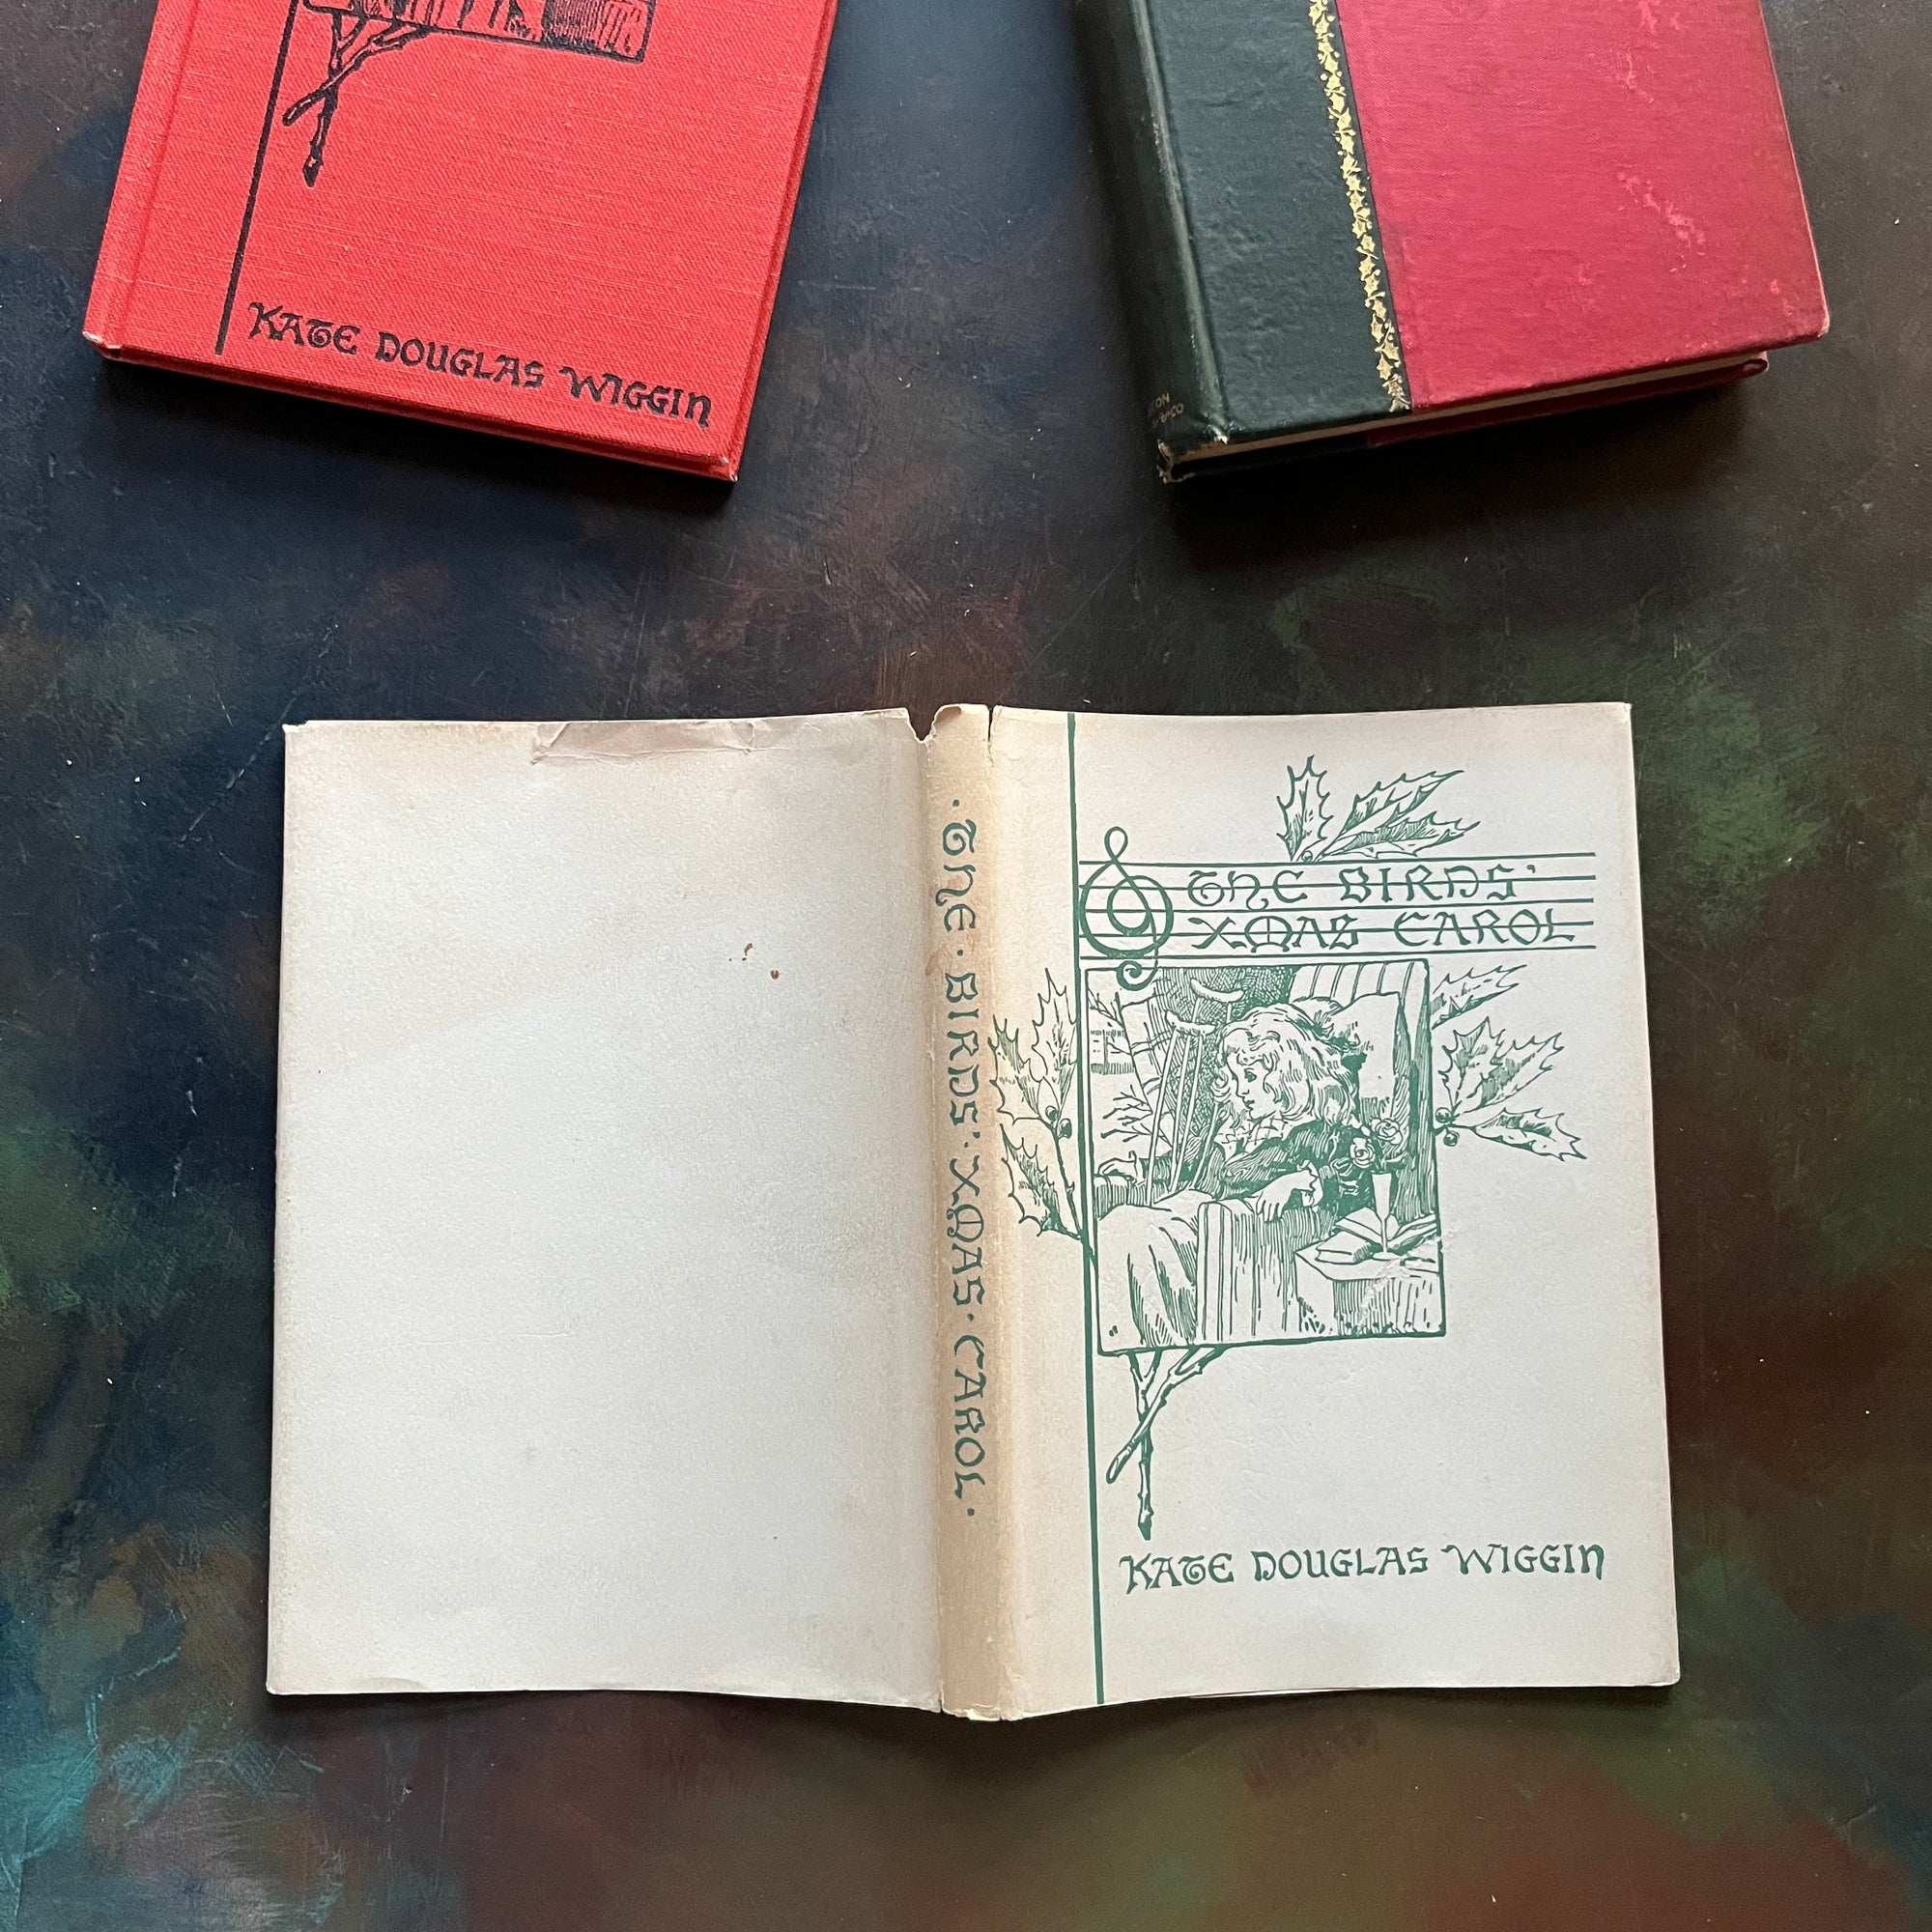 KATE DOUGLAS WIGGIN
· THE · BIRDS' · XMAS · CAROL ·
THE BIRDS'
XMAS CAROL
KATE DOUGLAS WIGGIN